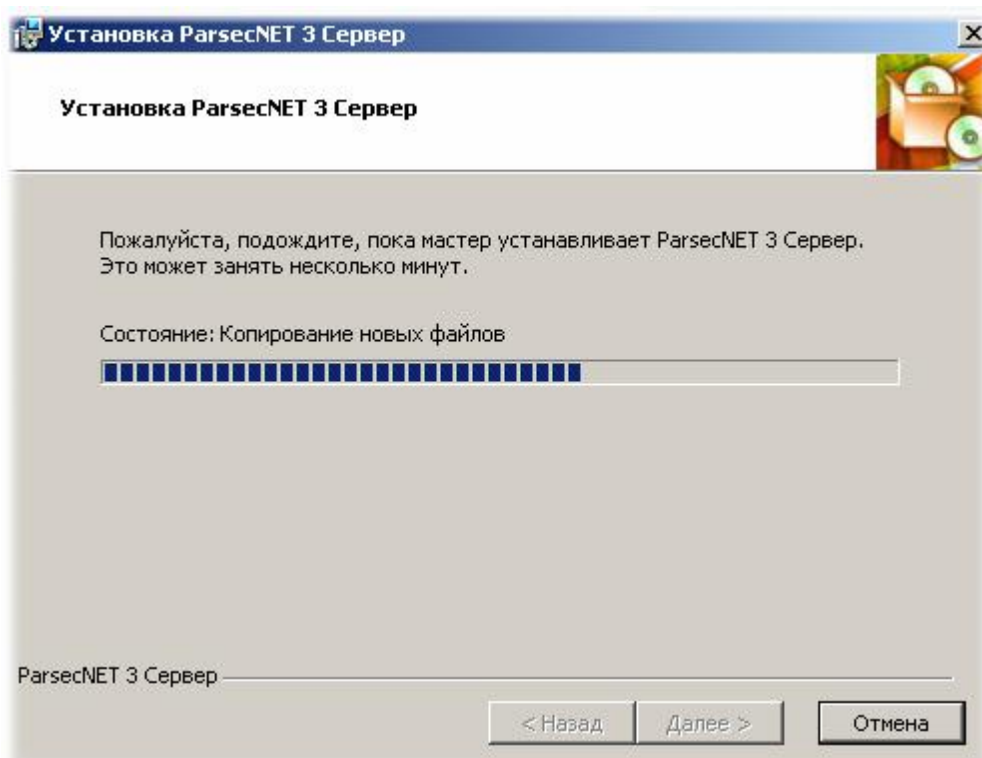 Установка ParsecNET 3 Сервер
Установка ParsecNET 3 Сервер
Пожалуйста, подождите, пока мастер устанавливает ParsecNET 3 Сервер.
Это может занять несколько минут.
Состояние: Копирование новых файлов
ParsecNET 3 Сервер
< Назад
Далее >
Отмена